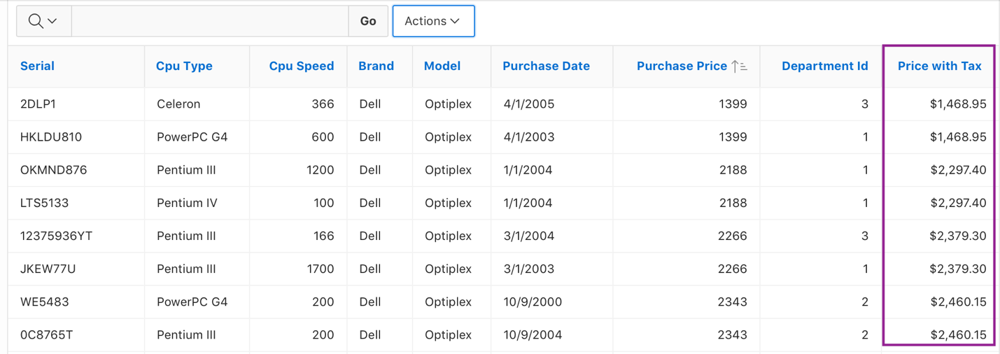 Go Actions
Serial Cpu Type Cpu Speed Brand Model Purchase Date Purchase Price Department Id Price with Tax
2DLP1 Celeron 366 Dell Optiplex 4/1/2005 1399 3 $1,468.95
HKLDU810 PowerPC G4 600 Dell Optiplex 4/1/2003 1399 1 $1,468.95
OKMND876 Pentium III 1200 Dell Optiplex 1/1/2004 2188 1 $2,297.40
LTS5133 Pentium IV 100 Dell Optiplex 1/1/2004 2188 1 $2,297.40
12375936YT Pentium III 166 Dell Optiplex 3/1/2004 2266 3 $2,379.30
JKEW77U Pentium III 1700 Dell Optiplex 3/1/2003 2266 1 $2,379.30
WE5483 PowerPC G4 200 Dell Optiplex 10/9/2000 2343 2 $2,460.15
0C8765T Pentium III 200 Dell Optiplex 10/9/2004 2343 2 $2,460.15